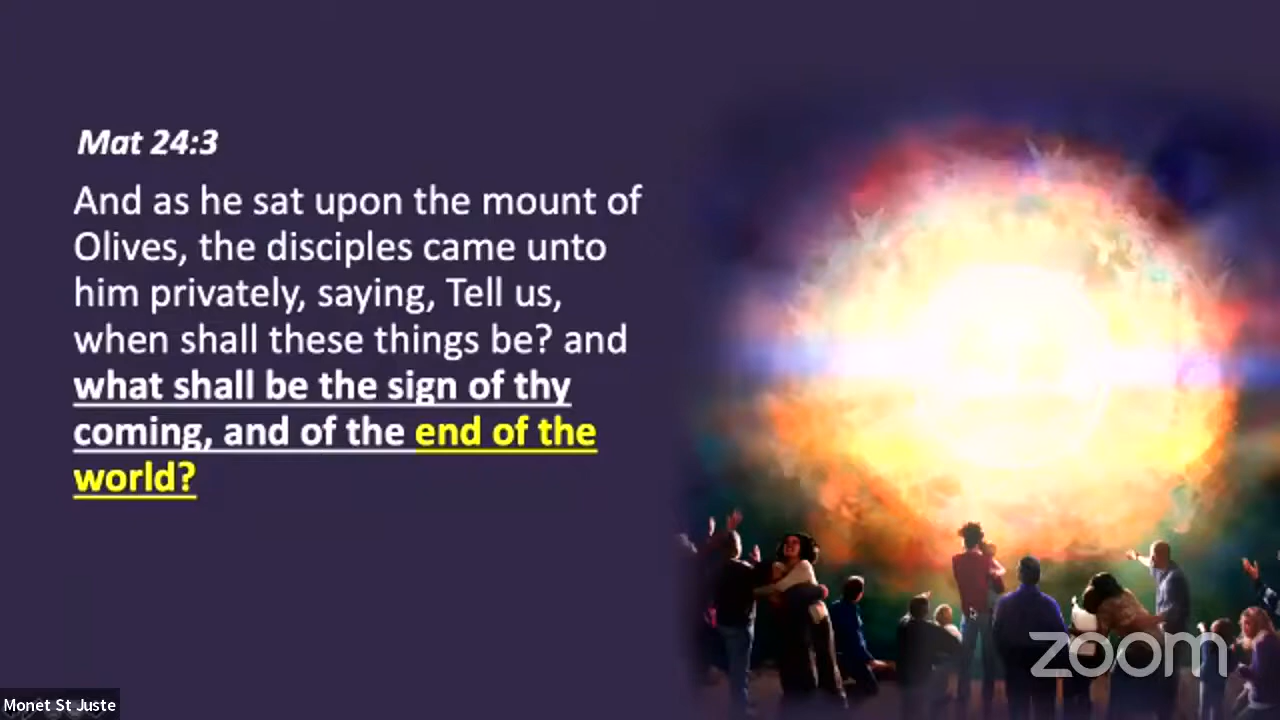 Mat 24:3
And as he sat upon the mount of
Olives, the disciples came unto
him privately, saying, Tell us,
when shall these things be? and
what shall be the sign of thy
coming, and of the end of the
world?
zoom
Monet St Juste